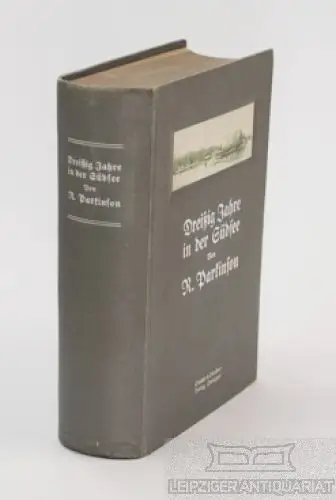 Dreißig Jahre
in der Südsee
Von
R. Parkinson
Dreißig Jahre
in der Südsee
Von
R. Parkinson
LEIPZIGER ANTIQUARIAT